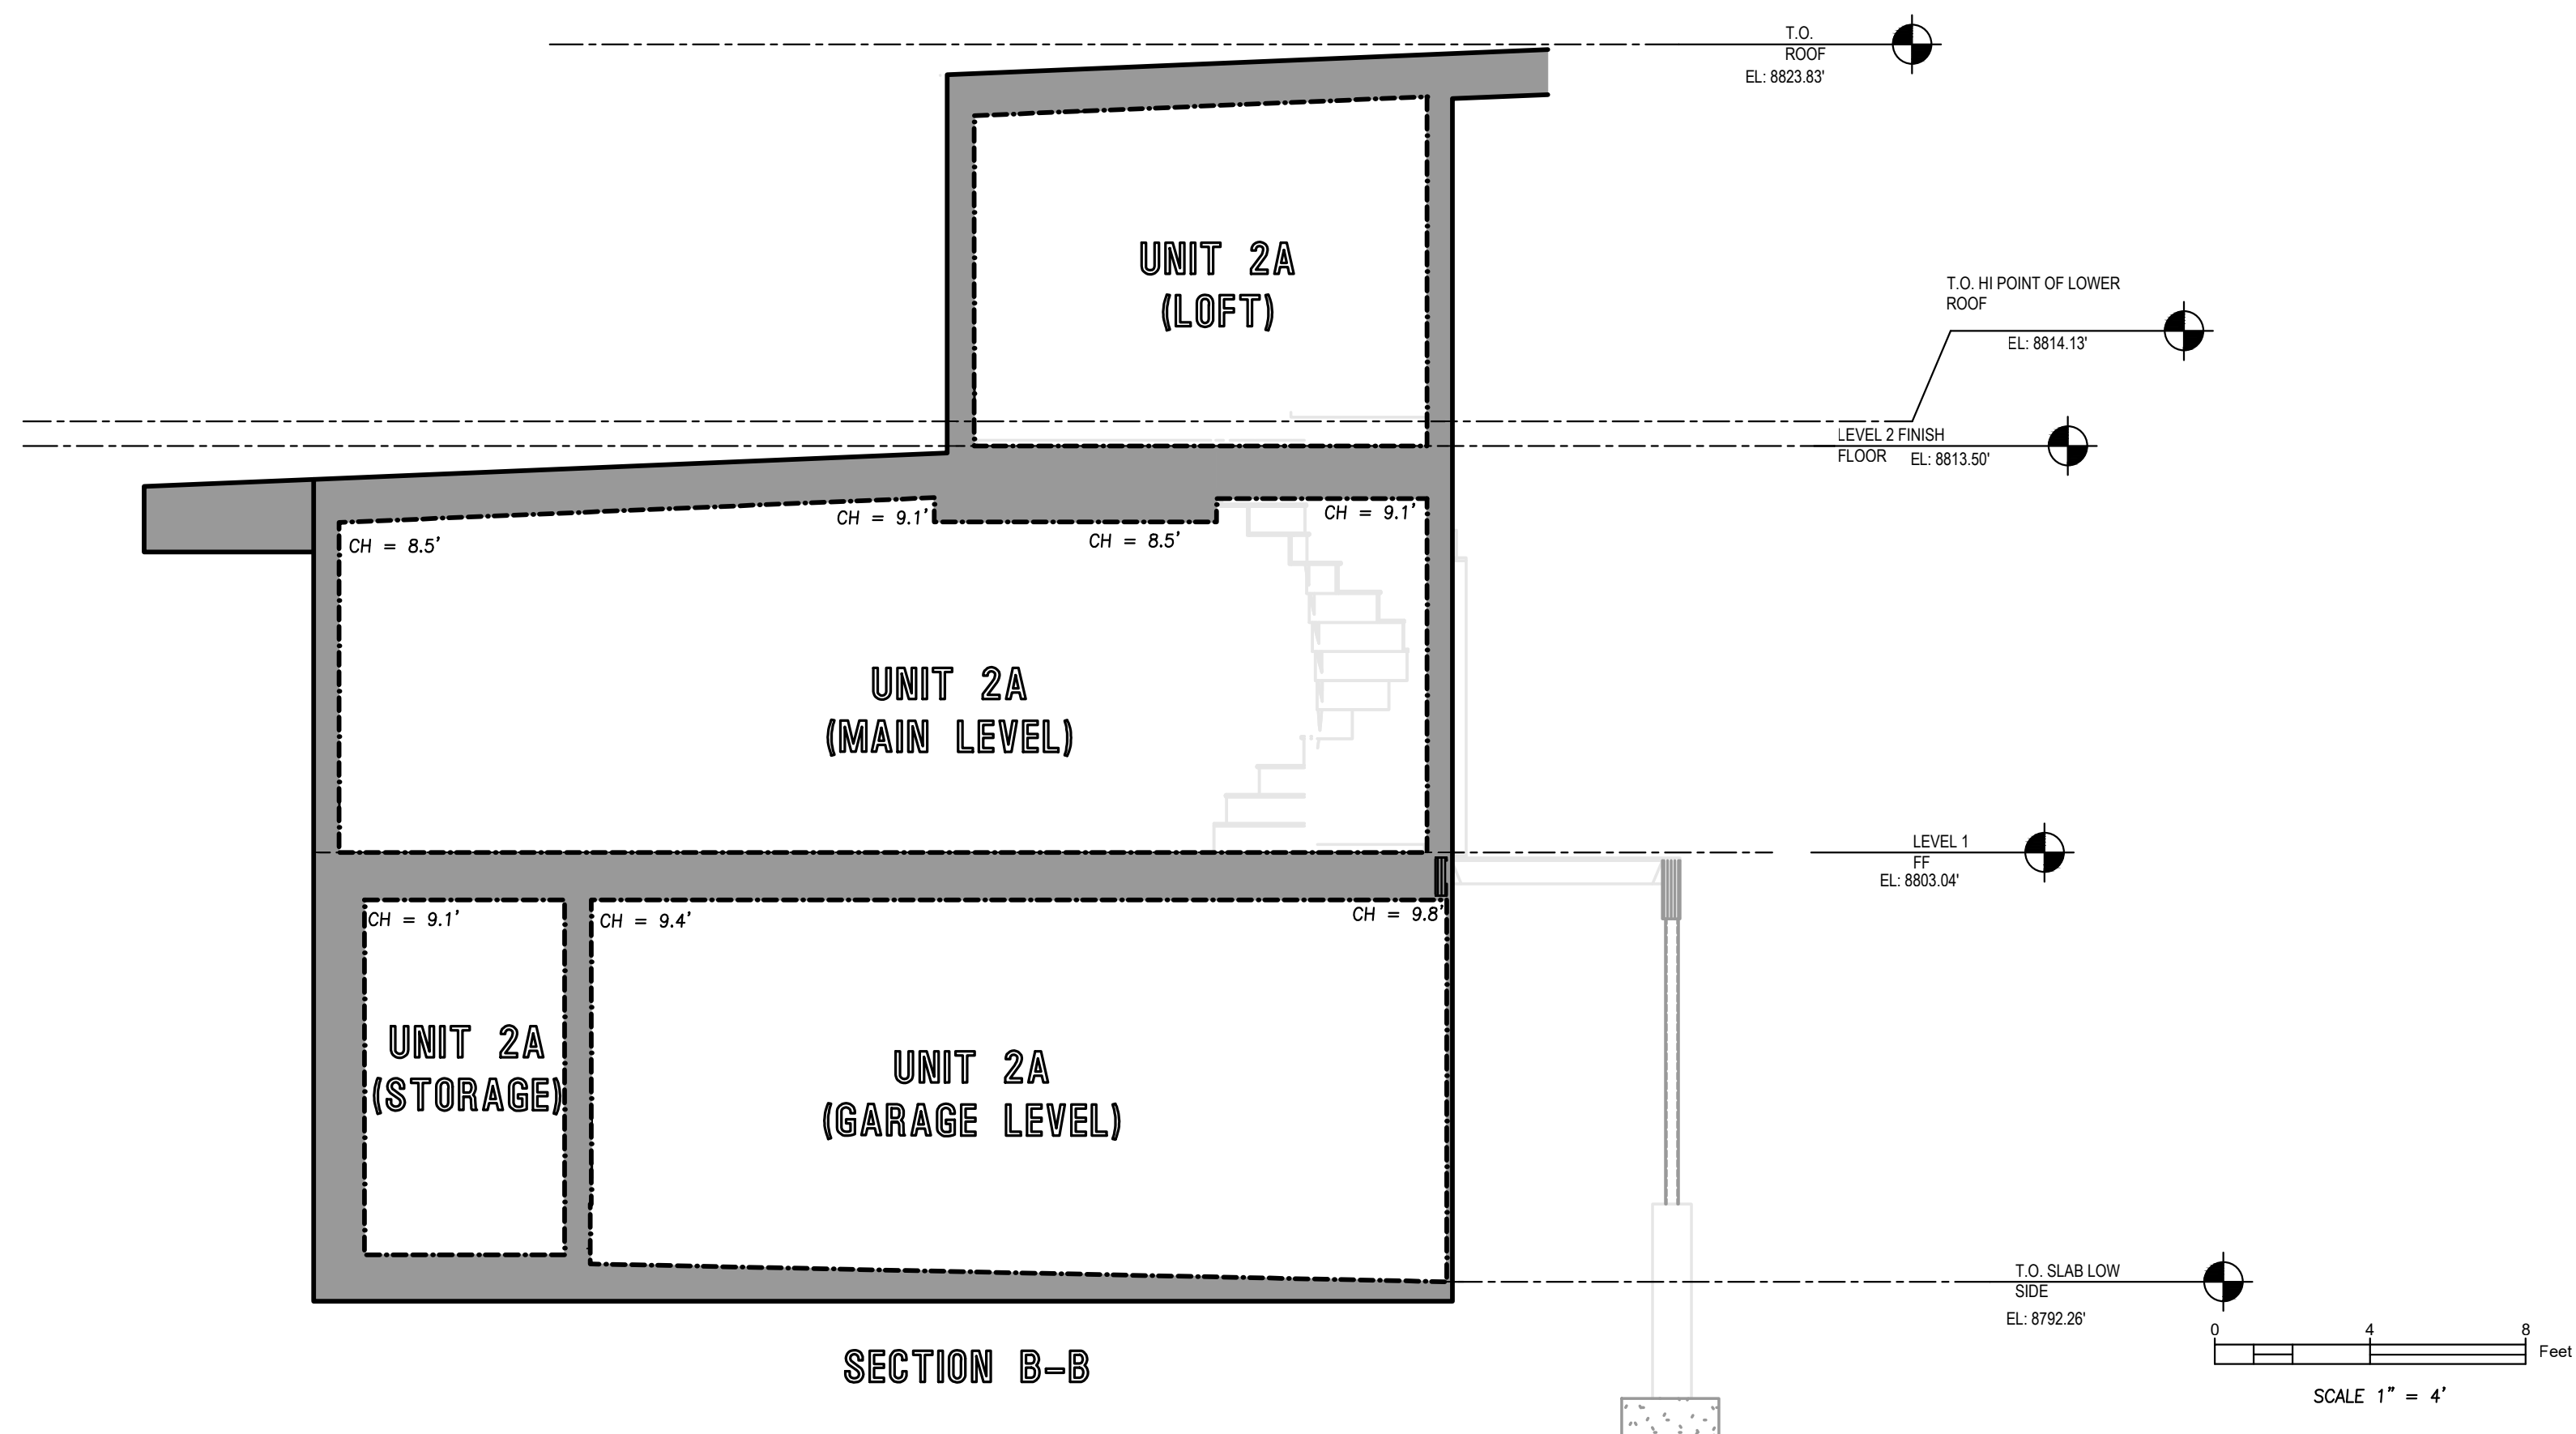 T.O.
ROOF
EL: 8823.83'
UNIT 2A
(LOFT)
T.O. HI POINT OF LOWER
ROOF
EL: 8814.13'
LEVEL 2 FINISH
FLOOR EL: 8813.50'
CH = 8.5’
CH = 9.1’
CH = 8.5’
CH = 9.1’
UNIT 2A
(MAIN LEVEL)
LEVEL 1
FF
EL: 8803.04'
CH = 9.1’
CH = 9.4’
CH = 9.8’
UNIT 2A
(STORAGE)
UNIT 2A
(GARAGE LEVEL)
T.O. SLAB LOW
SIDE
EL: 8792.26'
SECTION B-B
0 4 8
Feet
SCALE 1” = 4’